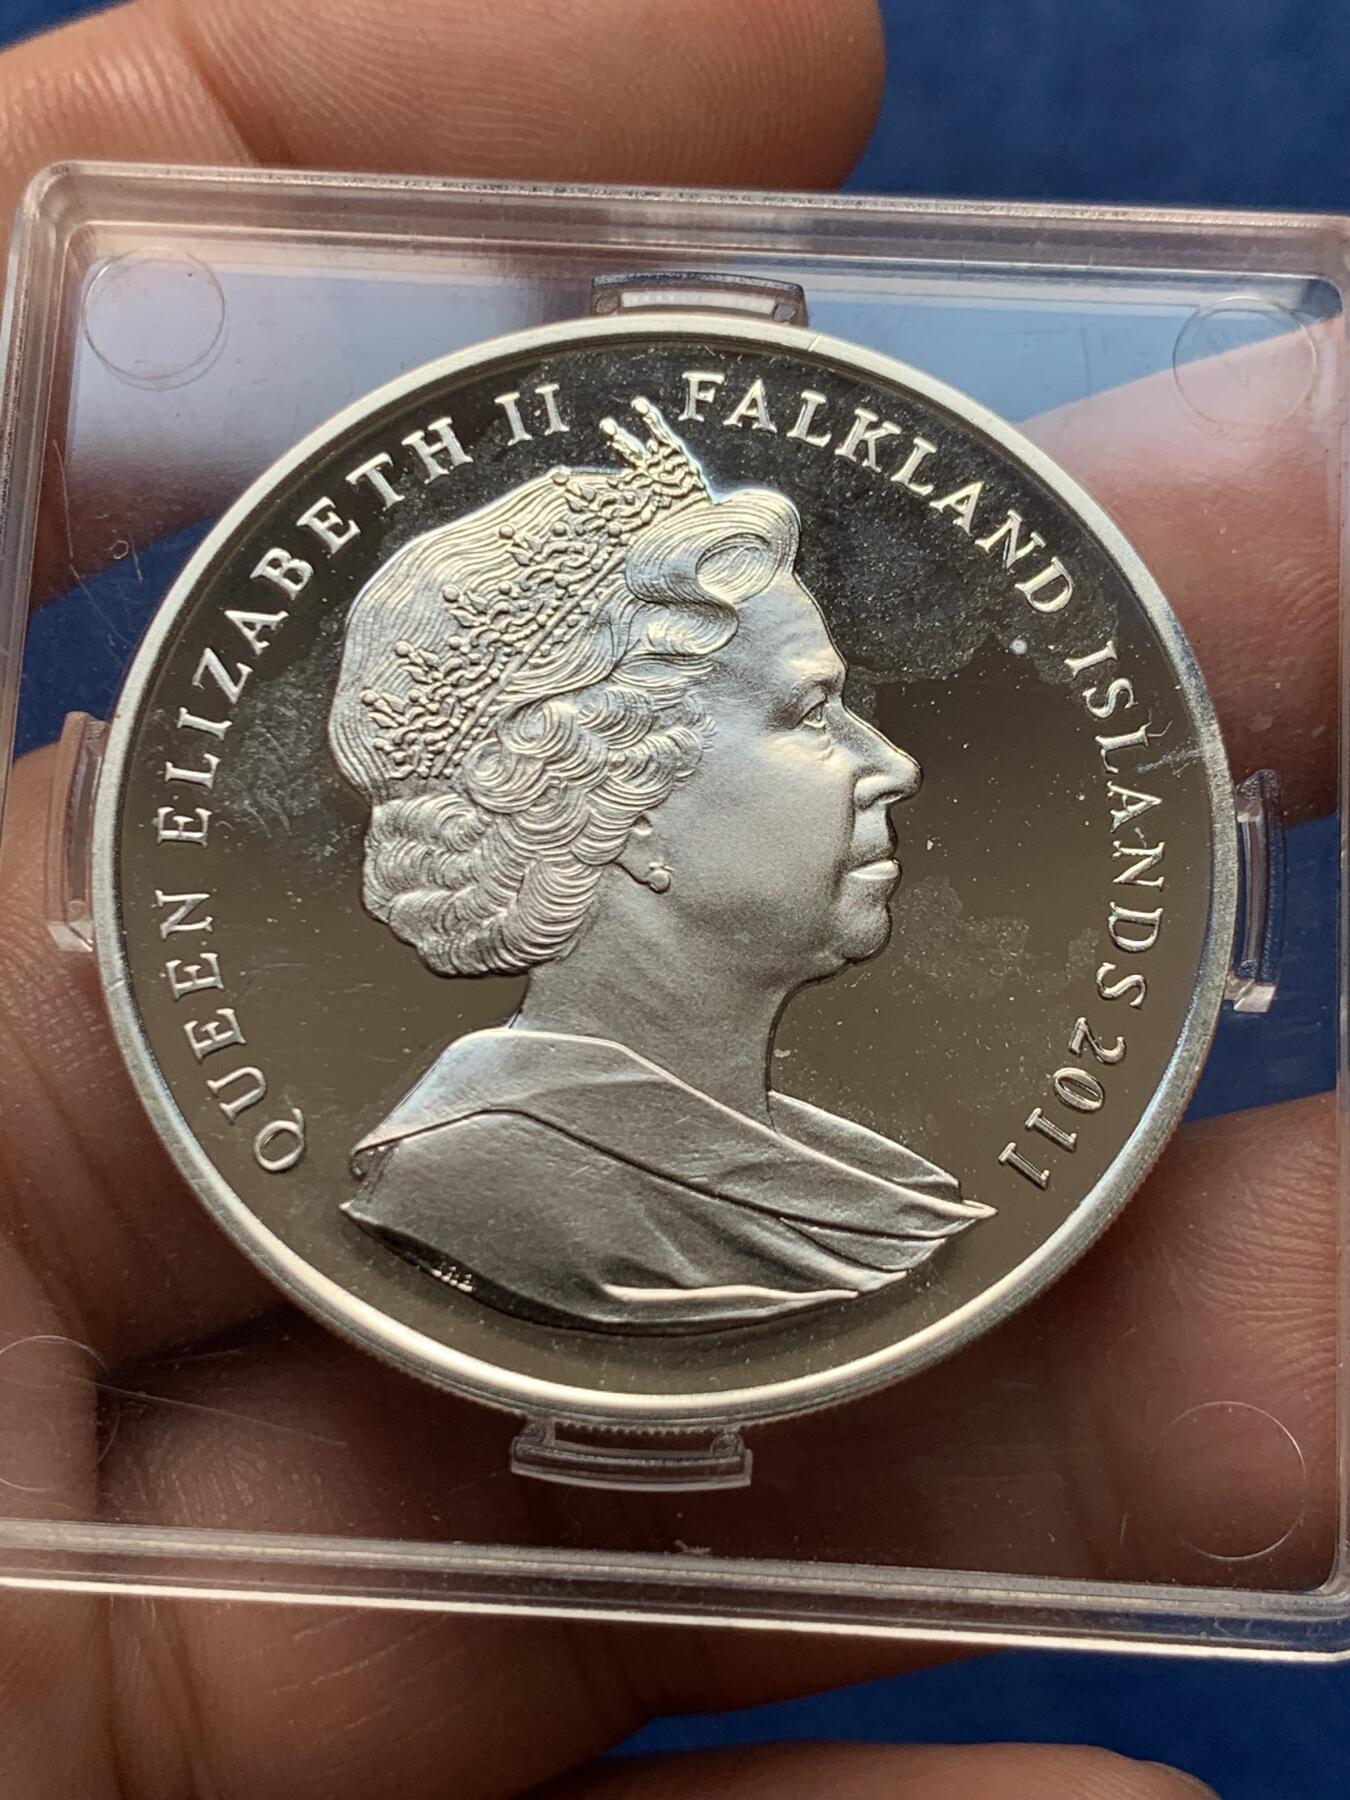 QUEEN ELIZABETH II FALKLAND ISLANDS 2011